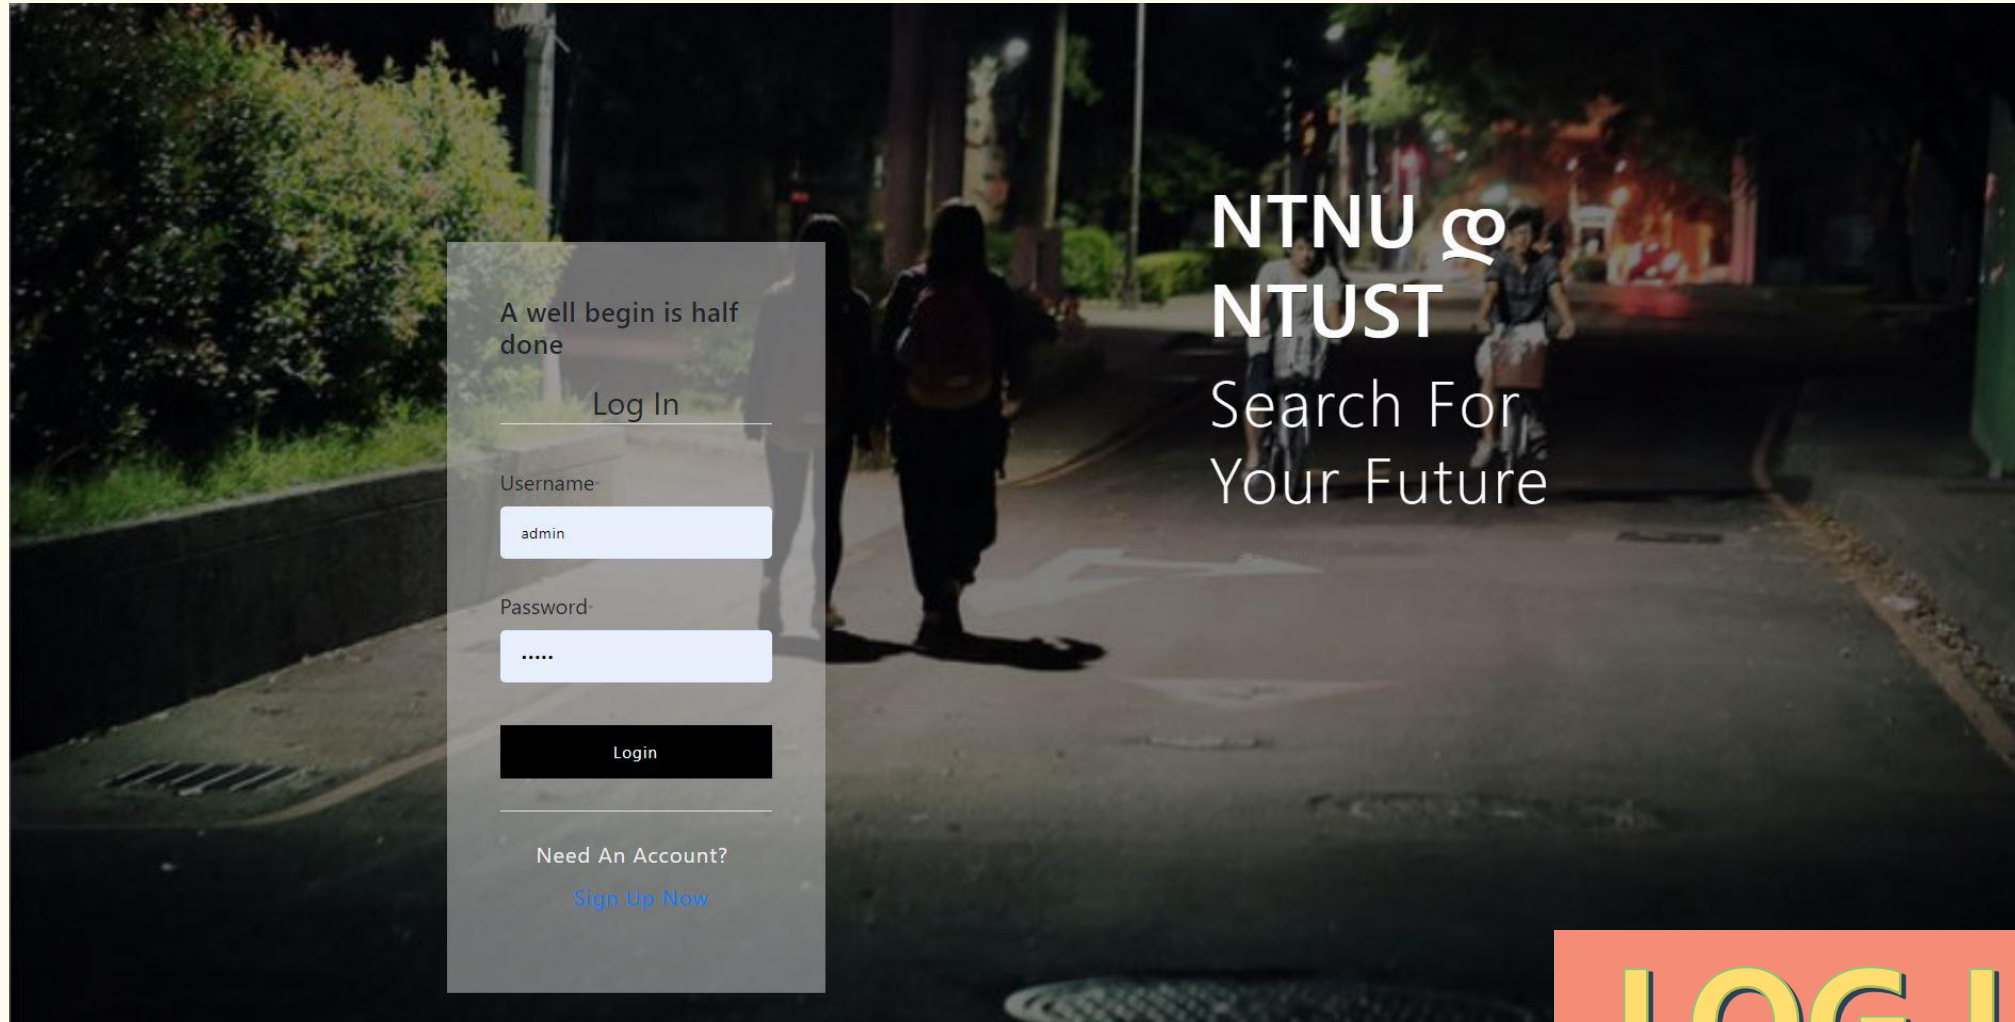 NTNU ღ
NTUST
Search For
Your Future
A well begin is half
done
Log In
Username
admin
Password
•••••
Login
Need An Account?
Sign Up Now
LOG